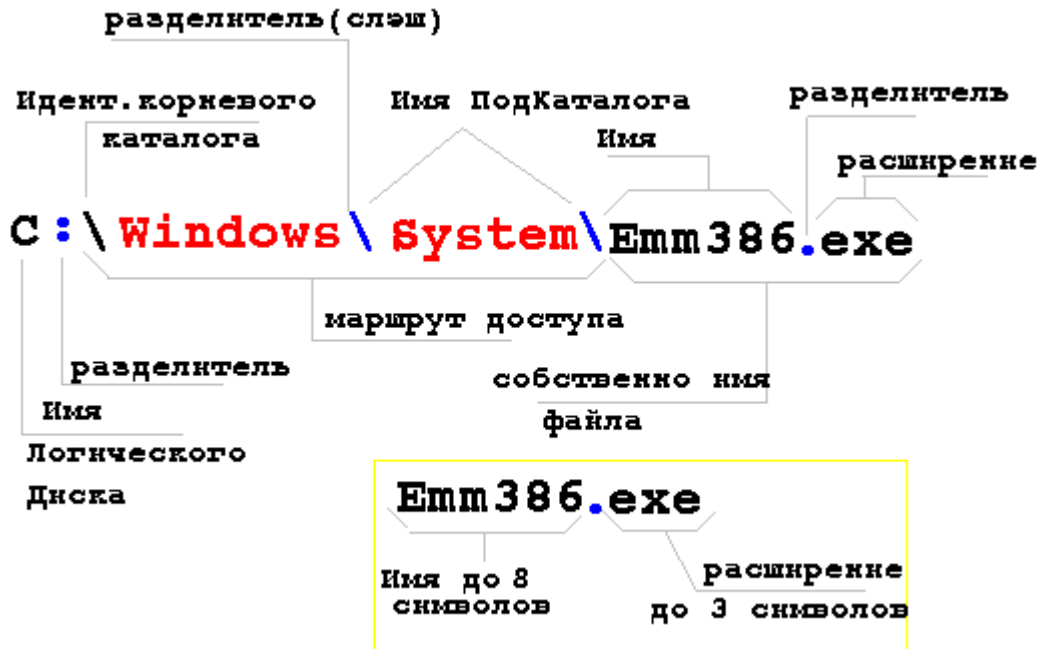 разделитель(слэш)
Идент.корневого
каталога
Имя ПодКаталога
Имя
разделитель
расширение
C:\Windows\System\Emm386.exe
маршрут доступа
разделитель
собственно имя
файла
Имя
Логического
Диска
Emm386.exe
Имя до 8
символов
расширение
до 3 символов